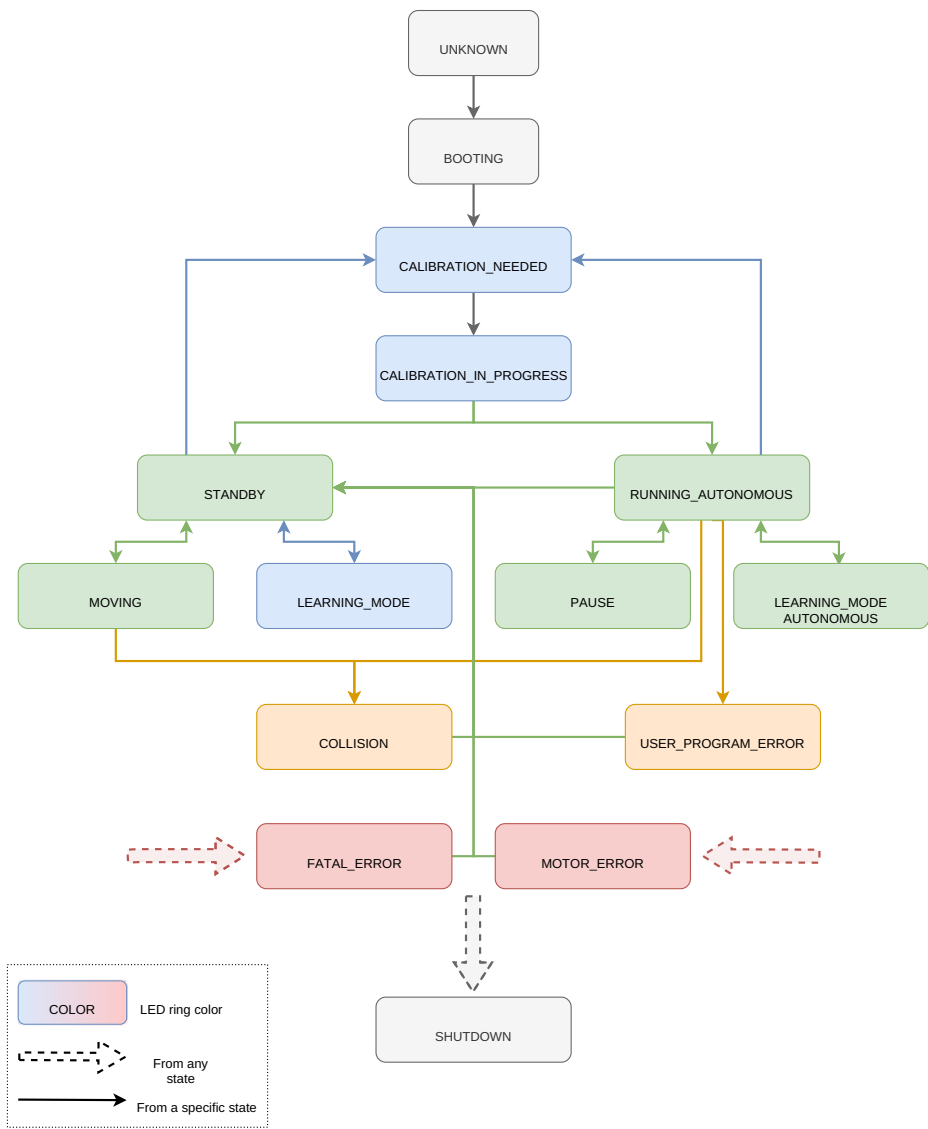 UNKNOWN
BOOTING
CALIBRATION_NEEDED
CALIBRATION_IN_PROGRESS
STANDBY
RUNNING_AUTONOMOUS
MOVING
LEARNING_MODE
PAUSE
LEARNING_MODE
AUTONOMOUS
COLLISION
USER_PROGRAM_ERROR
FATAL_ERROR
MOTOR_ERROR
SHUTDOWN
COLOR
LED ring color
From any
state
From a specific state